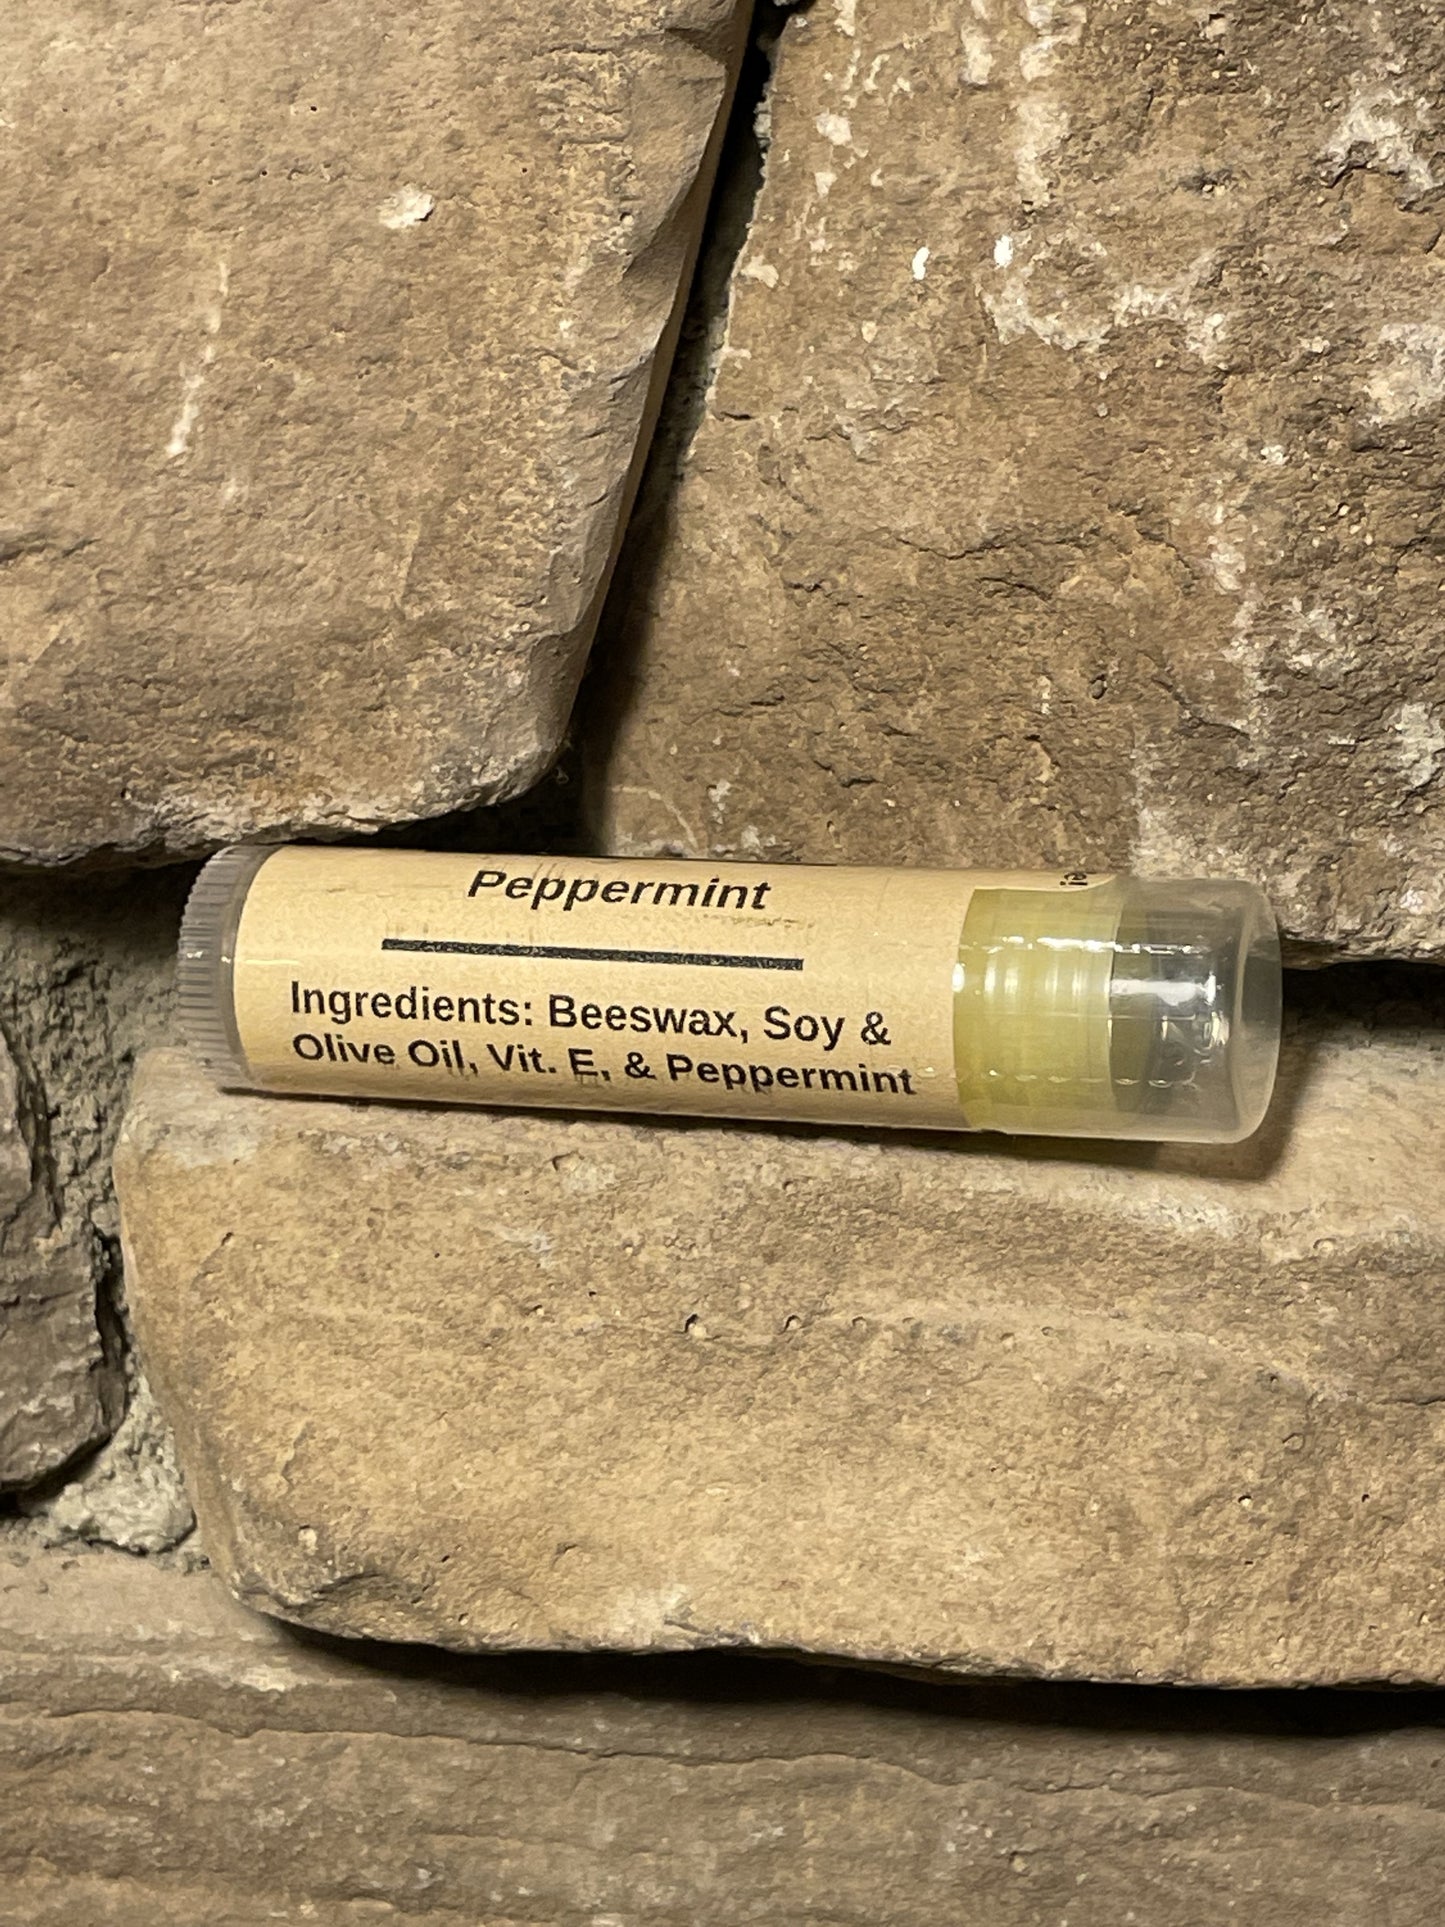 Peppermint
Ingredients: Beeswax, Soy &
Olive Oil, Vit. E, & Peppermint